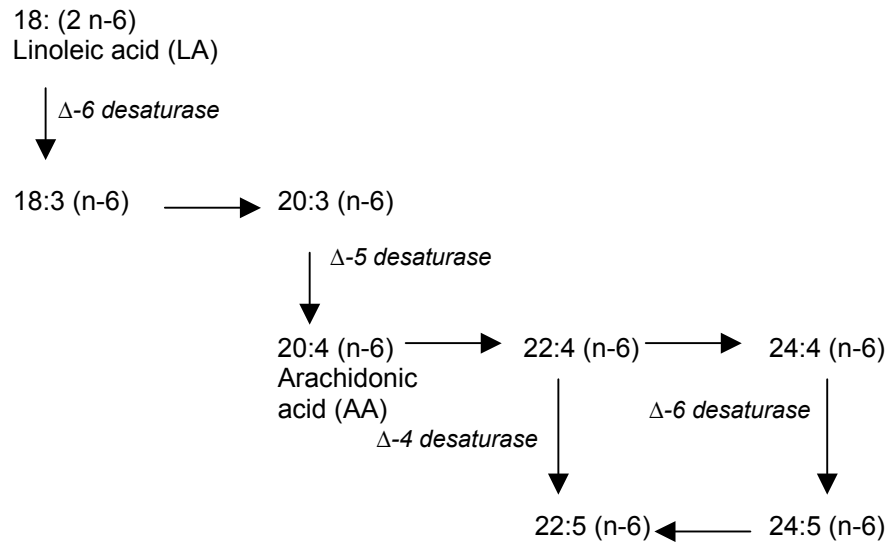 18: (2 n-6)
Linoleic acid (LA)
Δ-6 desaturase
18:3 (n-6)
20:3 (n-6)
Δ-5 desaturase
20:4 (n-6)
Arachidonic
acid (AA)
22:4 (n-6)
24:4 (n-6)
Δ-4 desaturase
Δ-6 desaturase
22:5 (n-6)
24:5 (n-6)